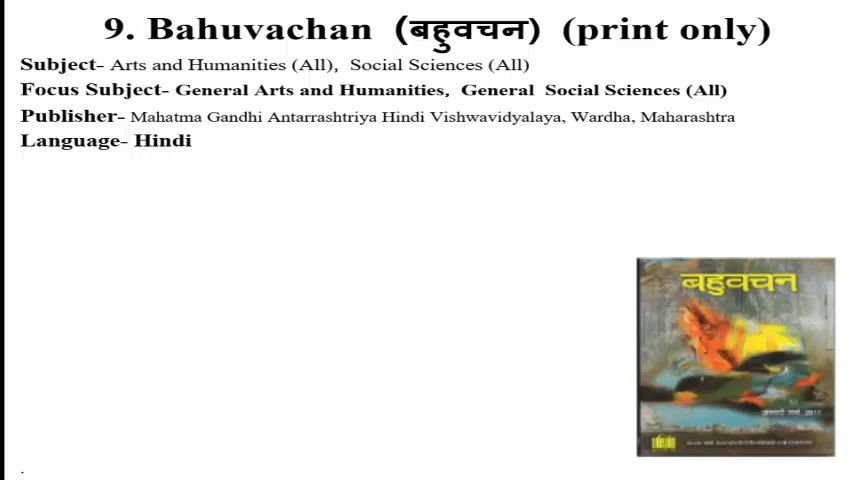 9. Bahuvachan (बहुवचन) (print only)
Subject- Arts and Humanities (All), Social Sciences (All)
Focus Subject- General Arts and Humanities, General Social Sciences (All)
Publisher- Mahatma Gandhi Antarrashtriya Hindi Vishwavidyalaya, Wardha, Maharashtra
Language- Hindi
बहुवचन
.